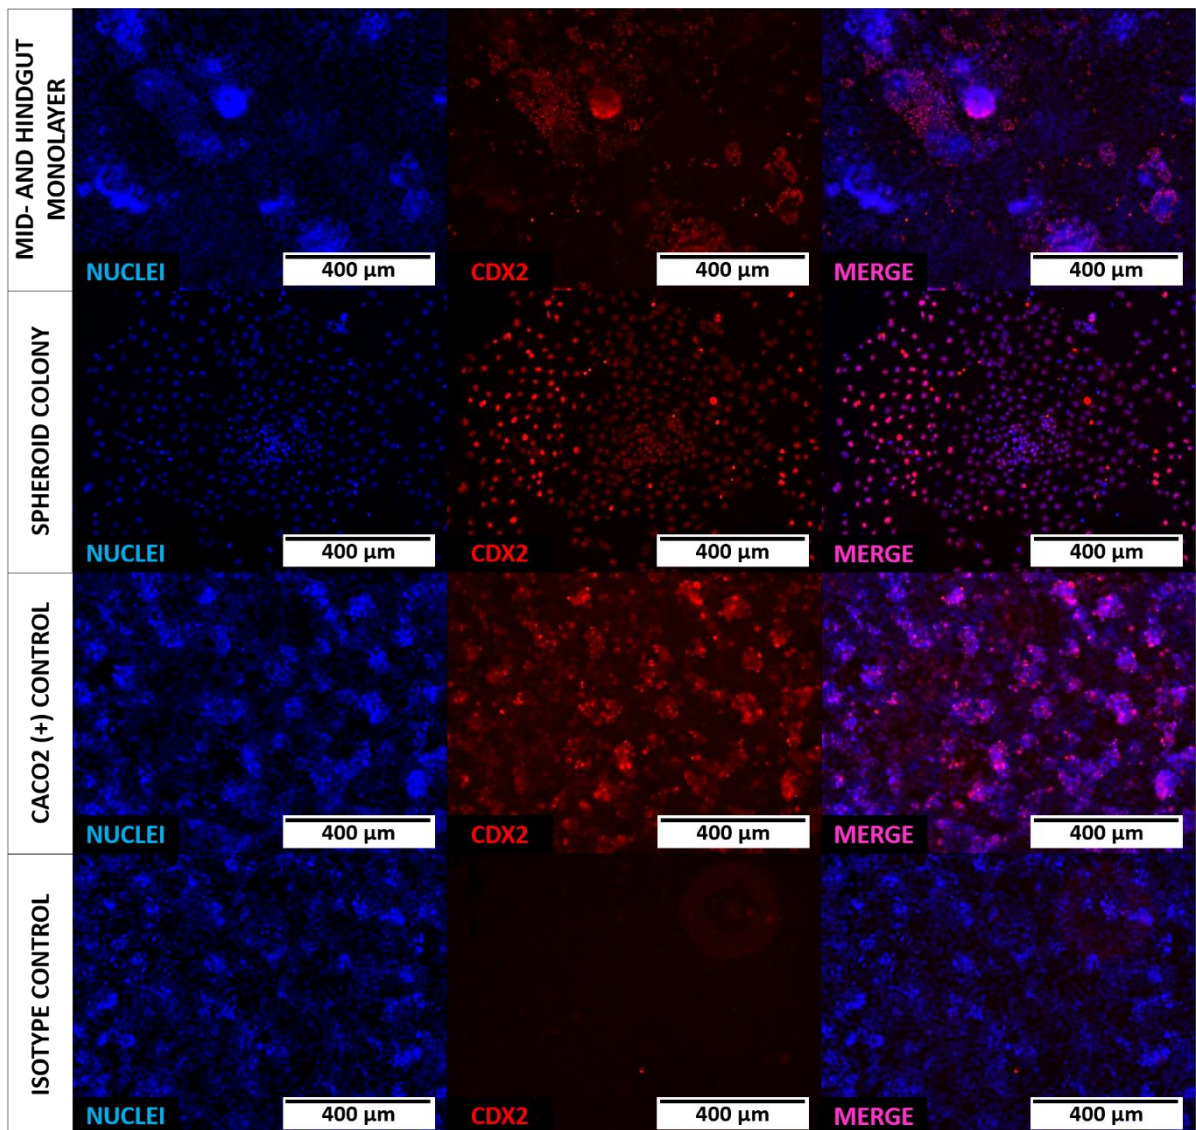 MID- AND HINDGUT
MONOLAYER
NUCLEI
400 µm
CDX2
400 µm
MERGE
400 µm
SPHEROID COLONY
NUCLEI
400 µm
CDX2
400 µm
MERGE
400 µm
CACO2 (+) CONTROL
NUCLEI
400 µm
CDX2
400 µm
MERGE
400 µm
ISOTYPE CONTROL
NUCLEI
400 µm
CDX2
400 µm
MERGE
400 µm